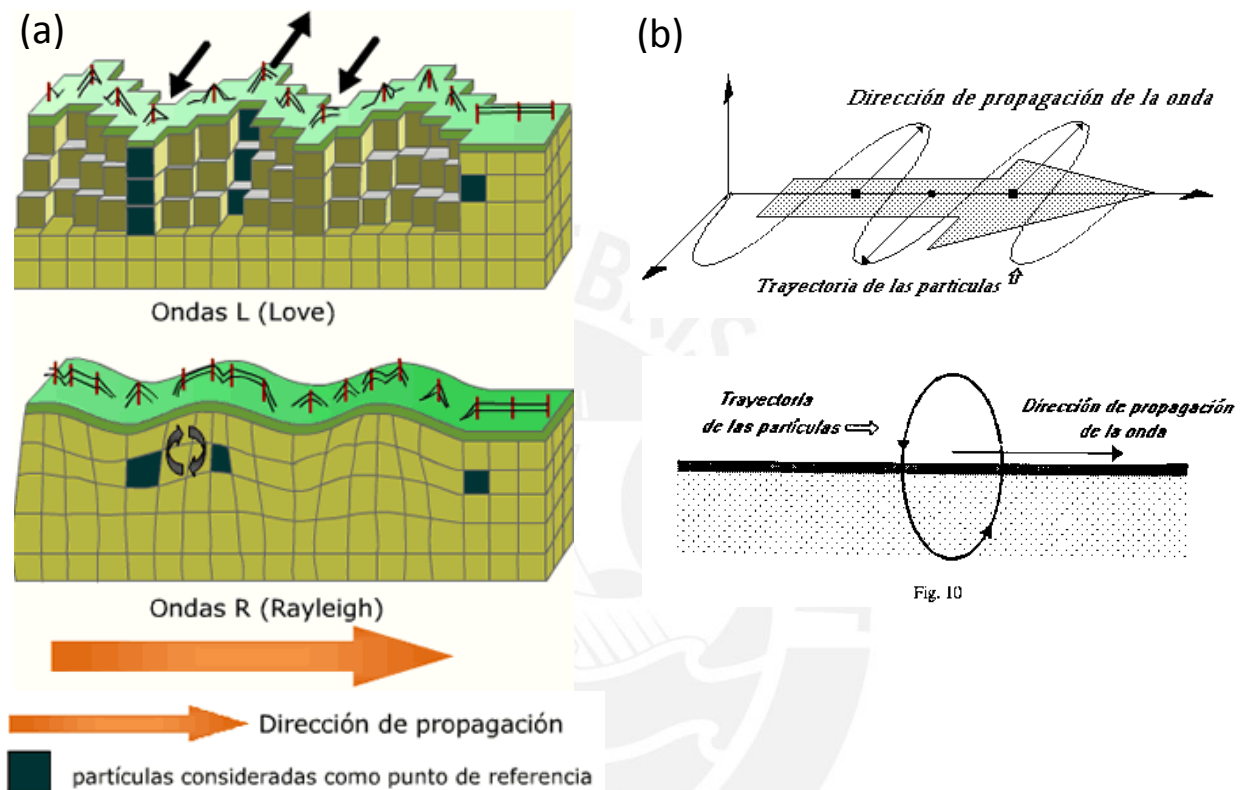 (a)
Ondas L (Love)
Ondas R (Rayleigh)
Dirección de propagación
partículas consideradas como punto de referencia
(b)
Dirección de propagación de la onda
Trayectoria de las particulas
Trayectoria
de las partículas
Dirección de propagación
de la onda
Fig. 10